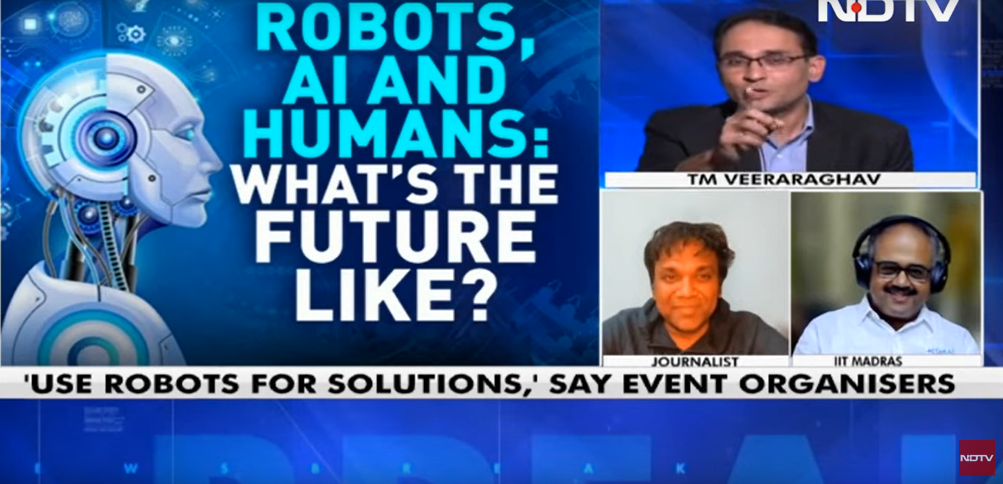 ROBOTS,
AI AND
HUMANS:
WHAT'S THE
FUTURE
LIKE?
NDTV
TM VEERARAGHAV
JOURNALIST
IIT MADRAS
'USE ROBOTS FOR SOLUTIONS,' SAY EVENT ORGANISERS
E W S B R E A K
NDTV